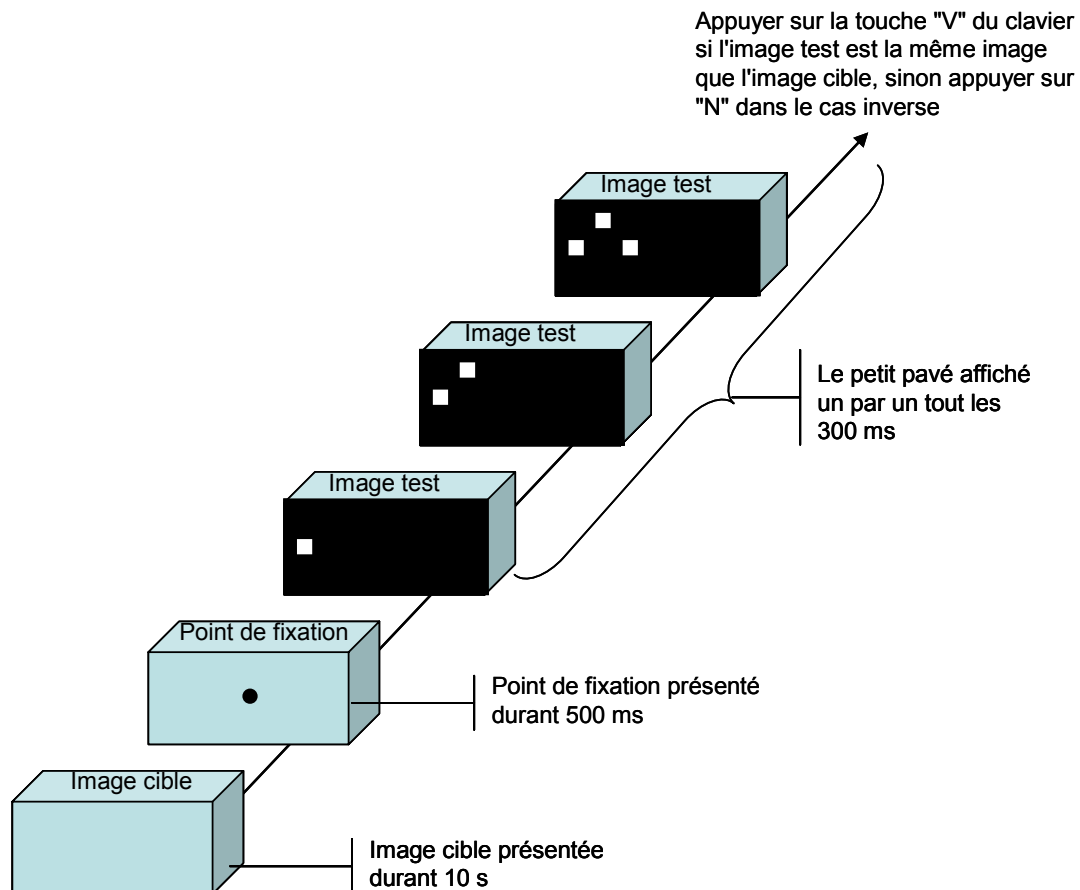 Appuyer sur la touche "V" du clavier
si l'image test est la même image
que l'image cible, sinon appuyer sur
"N" dans le cas inverse
Image test
Image test
Le petit pavé affiché
un par un tout les
300 ms
Image test
Point de fixation
Point de fixation présenté
durant 500 ms
Image cible
Image cible présentée
durant 10 s